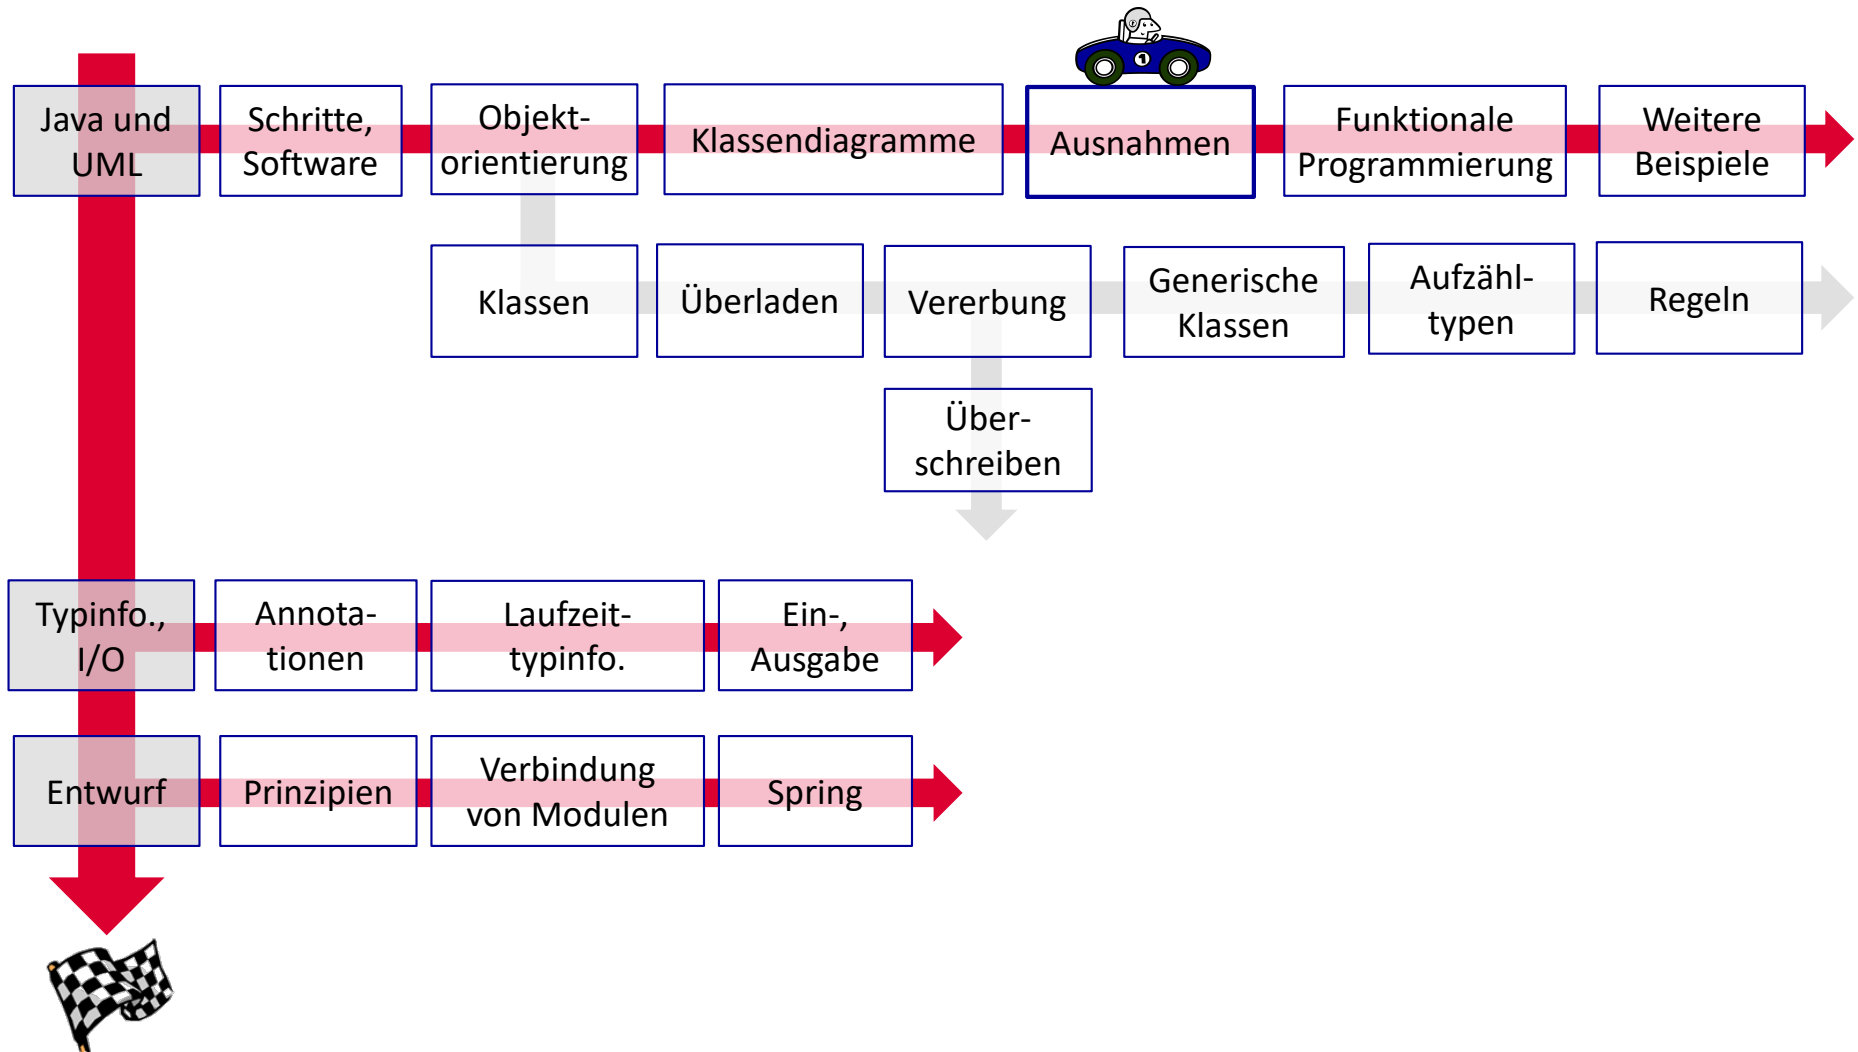 Java und
UML
Schritte,
Software
Objekt-
orientierung
Klassendiagramme
1
Ausnahmen
Funktionale
Programmierung
Weitere
Beispiele
Klassen
Überladen
Vererbung
Generische
Klassen
Aufzähl-
typen
Regeln
Über-
schreiben
Typinfo.,
I/O
Annota-
tionen
Laufzeit-
typinfo.
Ein-,
Ausgabe
Entwurf
Prinzipien
Verbindung
von Modulen
Spring